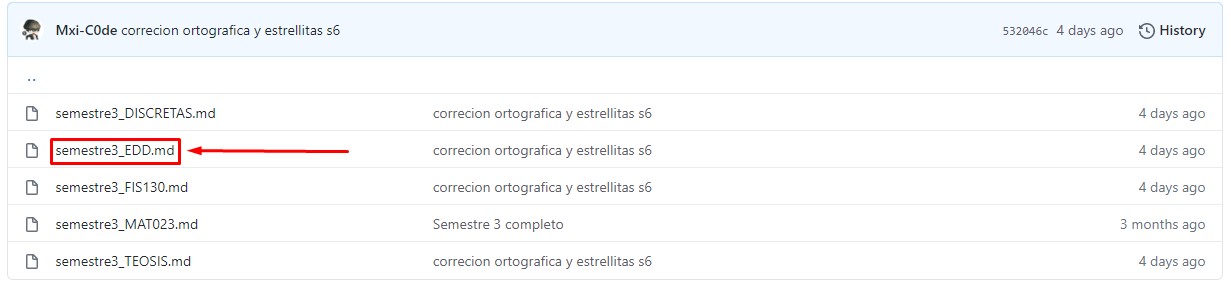 Mxi-C0de correcion ortografica y estrellitas s6 532046c 4 days ago History
..
semestre3_DISCRETAS.md correcion ortografica y estrellitas s6 4 days ago
semestre3_EDD.md correcion ortografica y estrellitas s6 4 days ago
semestre3_FIS130.md correcion ortografica y estrellitas s6 4 days ago
semestre3_MAT023.md Semestre 3 completo 3 months ago
semestre3_TEOSIS.md correcion ortografica y estrellitas s6 4 days ago